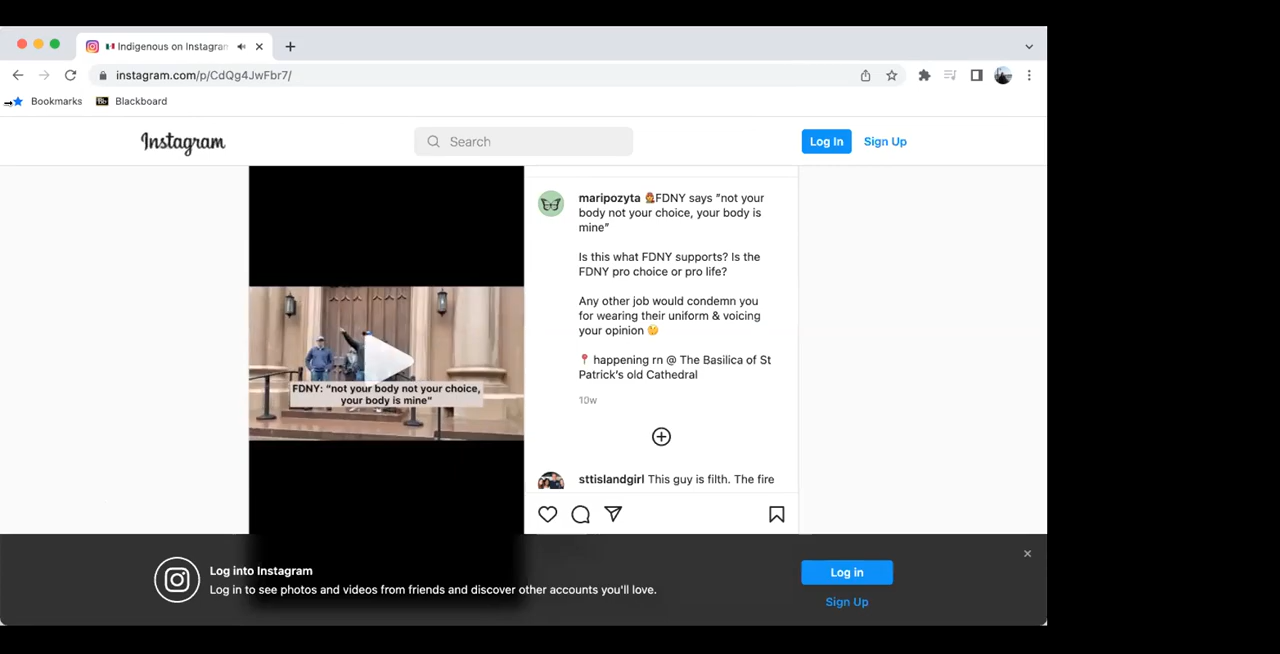 🇲🇽 Indigenous on Instagram
instagram.com/p/CdQg4JwFbr7/
Bookmarks
Bb
Blackboard
Instagram
Search
Log In
Sign Up
maripozyta 👩‍🚒FDNY says "not your
body not your choice, your body is
mine"
Is this what FDNY supports? Is the
FDNY pro choice or pro life?
Any other job would condemn you
for wearing their uniform & voicing
your opinion 🤔
📍 happening rn @ The Basilica of St
Patrick's old Cathedral
10w
FDNY: "not your body not your choice,
your body is mine"
sttislandgirl This guy is filth. The fire
Log into Instagram
Log in to see photos and videos from friends and discover other accounts you'll love.
Log in
Sign Up